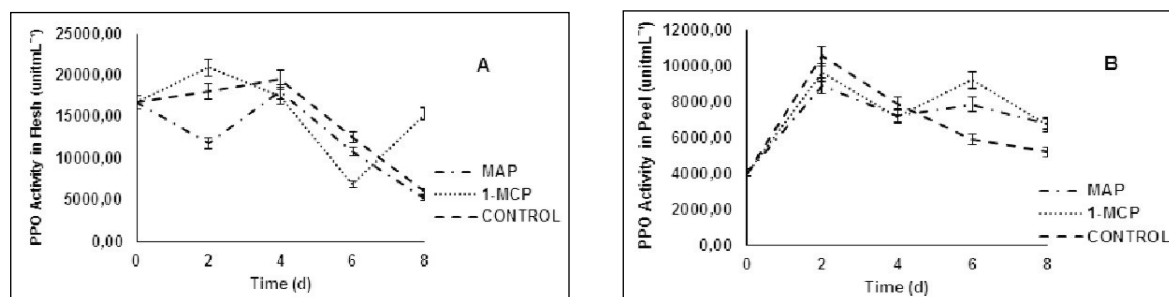 PPO Activity in Flesh (unitmL⁻¹)
25000,00
20000,00
15000,00
10000,00
5000,00
0,00
0
2
4
6
8
Time (d)
A
MAP
1-MCP
CONTROL
PPO Activity in Peel (unitmL⁻¹)
12000,00
10000,00
8000,00
6000,00
4000,00
2000,00
0,00
0
2
4
6
8
Time (d)
B
MAP
1-MCP
CONTROL